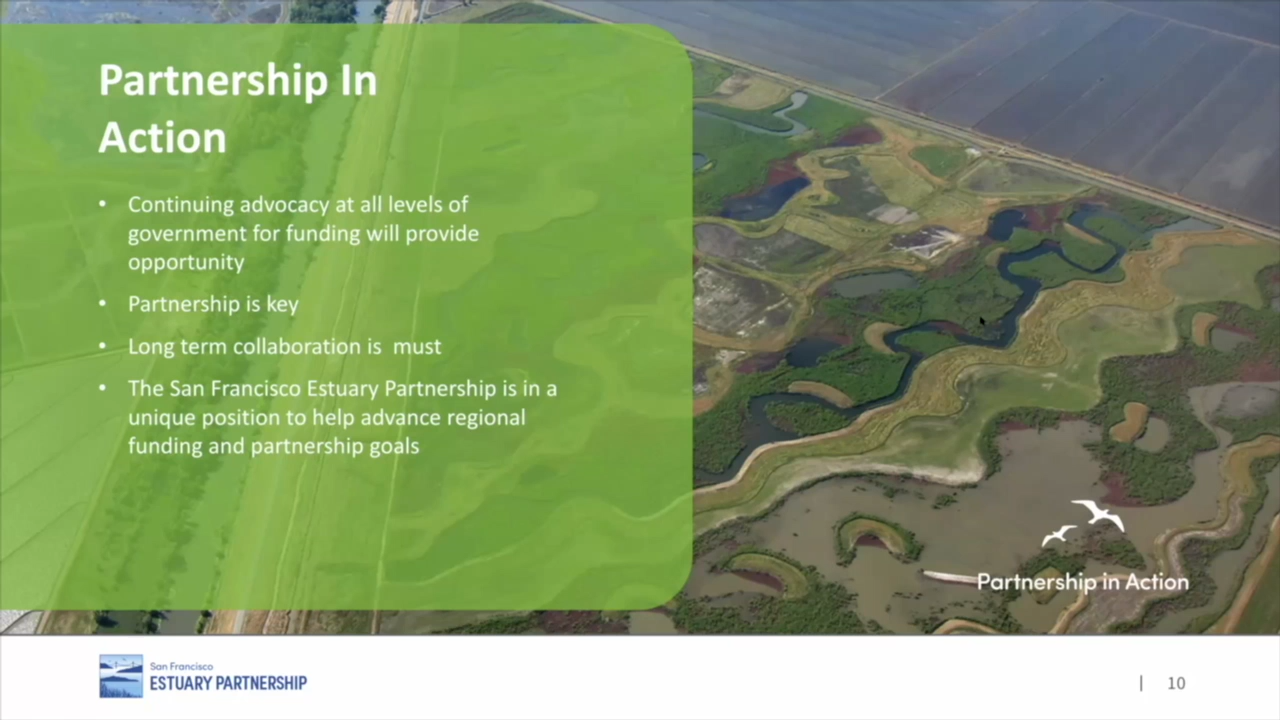 Partnership In
Action
• Continuing advocacy at all levels of
government for funding will provide
opportunity
• Partnership is key
• Long term collaboration is  must
• The San Francisco Estuary Partnership is in a
unique position to help advance regional
funding and partnership goals
Partnership in Action
San Francisco
ESTUARY PARTNERSHIP
| 10